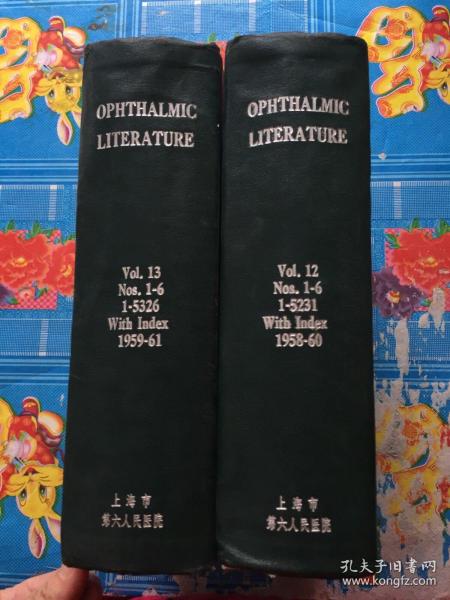 OPHTHALMIC
LITERATURE
Vol. 13
Nos. 1-6
1-5326
With Index
1959-61
上海市
第六人民医院
OPHTHALMIC
LITERATURE
Vol. 12
Nos. 1-6
1-5231
With Index
1958-60
上海市
第六人民医院
孔夫子旧书网
www.kongfz.com